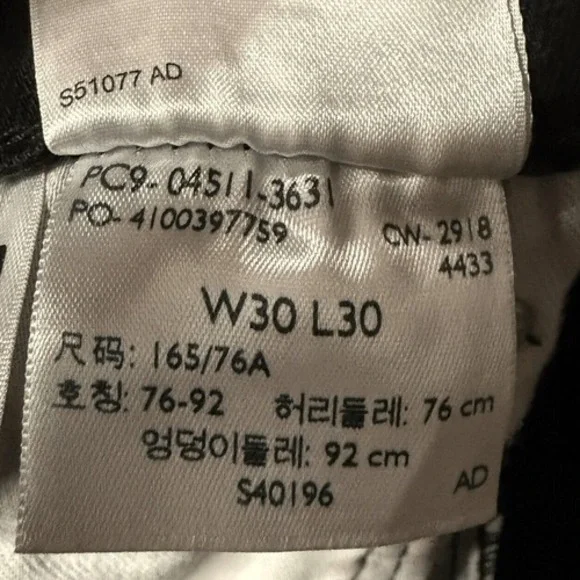 S51077 AD
PC9-04511-3631
PO-4100397759
CW-2918
4433
W30 L30
尺码: 165/76A
호칭: 76-92 허리둘레: 76 cm
엉덩이둘레: 92 cm
S40196
AD